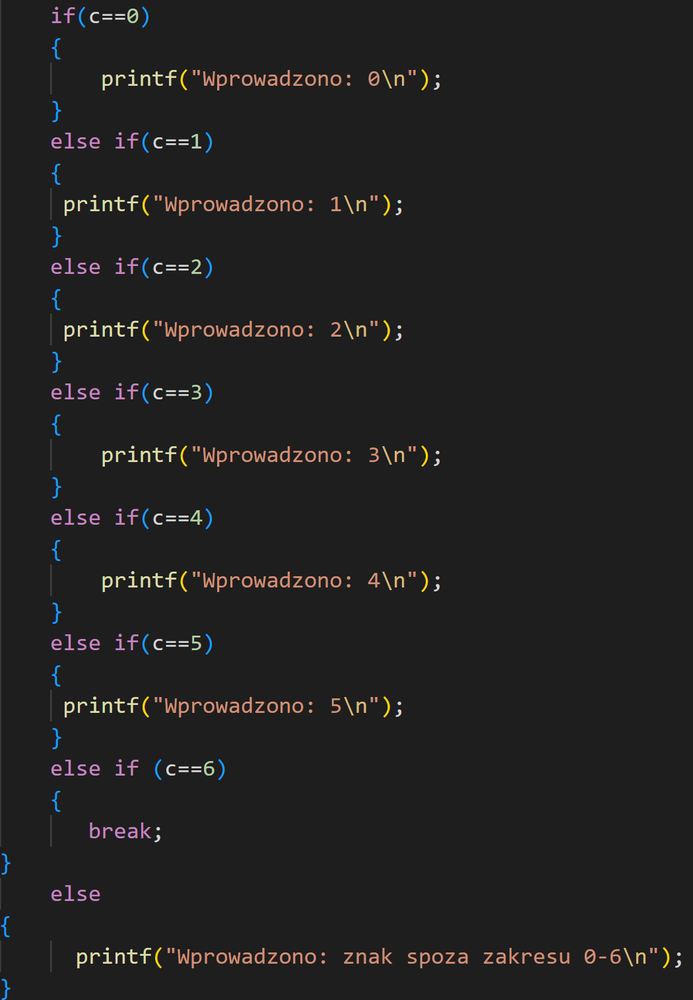 if(c==0)
{
printf("Wprowadzono: 0\n");
}
else if(c==1)
{
printf("Wprowadzono: 1\n");
}
else if(c==2)
{
printf("Wprowadzono: 2\n");
}
else if(c==3)
{
printf("Wprowadzono: 3\n");
}
else if(c==4)
{
printf("Wprowadzono: 4\n");
}
else if(c==5)
{
printf("Wprowadzono: 5\n");
}
else if (c==6)
{
break;
}
else
{
printf("Wprowadzono: znak spoza zakresu 0-6\n");
}